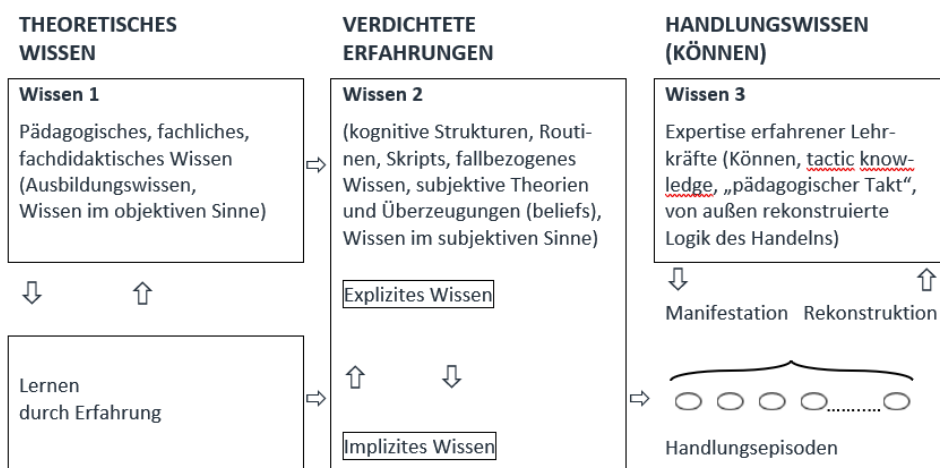 THEORETISCHES
WISSEN
Wissen 1
Pädagogisches, fachliches,
fachdidaktisches Wissen
(Ausbildungswissen,
Wissen im objektiven Sinne)
Lernen
durch Erfahrung
VERDICHTETE
ERFAHRUNGEN
Wissen 2
(kognitive Strukturen, Routi-
nen, Skripts, fallbezogenes
Wissen, subjektive Theorien
und Überzeugungen (beliefs),
Wissen im subjektiven Sinne)
Explizites Wissen
Implizites Wissen
HANDLUNGSWISSEN
(KÖNNEN)
Wissen 3
Expertise erfahrener Lehr-
kräfte (Können, tactic know-
ledge, „pädagogischer Takt“,
von außen rekonstruierte
Logik des Handelns)
Manifestation Rekonstruktion
Handlungsepisoden